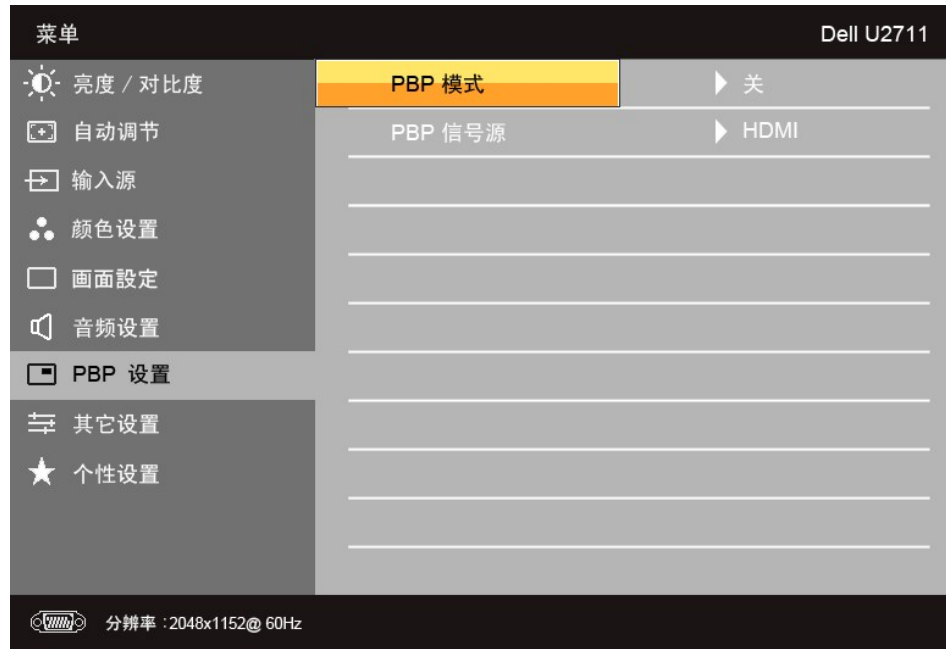 菜单
Dell U2711
亮度 / 对比度
PBP 模式
关
自动调节
PBP 信号源
HDMI
输入源
颜色设置
画面設定
音频设置
PBP 设置
其它设置
个性设置
分辨率 :2048x1152@ 60Hz